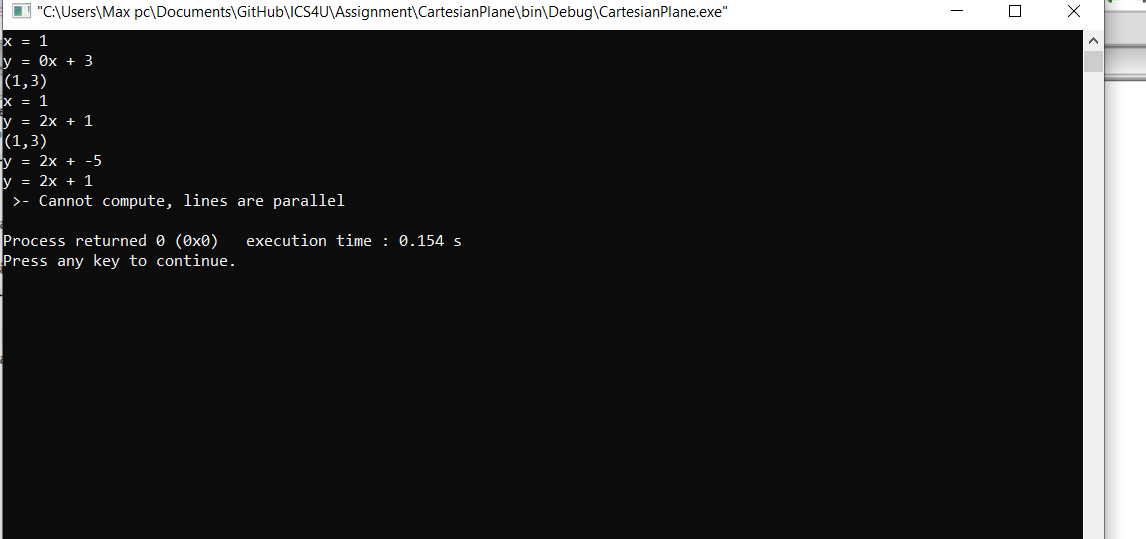 "C:\Users\Max pc\Documents\GitHub\ICS4U\Assignment\CartesianPlane\bin\Debug\CartesianPlane.exe"
x = 1
y = 0x + 3
(1,3)
x = 1
y = 2x + 1
(1,3)
y = 2x + -5
y = 2x + 1
 >- Cannot compute, lines are parallel
Process returned 0 (0x0)   execution time : 0.154 s
Press any key to continue.